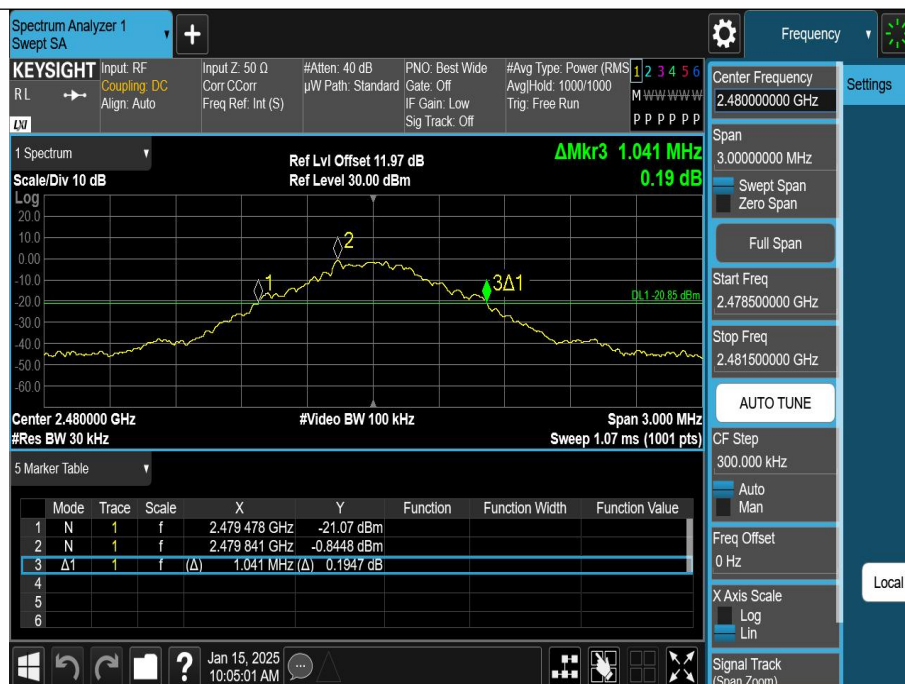 Spectrum Analyzer 1
Swept SA
+
Frequency
KEYSIGHT
RL
LXI
Input: RF
Coupling: DC
Align: Auto
Input Z: 50 Ω
Corr CCorr
Freq Ref: Int (S)
#Atten: 40 dB
µW Path: Standard
PNO: Best Wide
Gate: Off
IF Gain: Low
Sig Track: Off
#Avg Type: Power (RMS
Avg|Hold: 1000/1000
Trig: Free Run
1 2 3 4 5 6
M W W W W W
P P P P P P
1 Spectrum
Scale/Div 10 dB
Ref Lvl Offset 11.97 dB
Ref Level 30.00 dBm
ΔMkr3 1.041 MHz
0.19 dB
Log
20.0
10.0
0.00
-10.0
-20.0
-30.0
-40.0
-50.0
-60.0
1
2
3Δ1
DL1 -20.85 dBm
Center 2.480000 GHz
#Video BW 100 kHz
Span 3.000 MHz
#Res BW 30 kHz
Sweep 1.07 ms (1001 pts)
5 Marker Table
Mode Trace Scale X Y Function Function Width Function Value
1 N 1 f 2.479 478 GHz -21.07 dBm
2 N 1 f 2.479 841 GHz -0.8448 dBm
3 Δ1 1 f (Δ) 1.041 MHz (Δ) 0.1947 dB
4
5
6
Jan 15, 2025
10:05:01 AM
?
Center Frequency
2.480000000 GHz
Settings
Span
3.00000000 MHz
Swept Span
Zero Span
Full Span
Start Freq
2.478500000 GHz
Stop Freq
2.481500000 GHz
AUTO TUNE
CF Step
300.000 kHz
Auto
Man
Freq Offset
0 Hz
Local
X Axis Scale
Log
Lin
Signal Track
(Span Zoom)